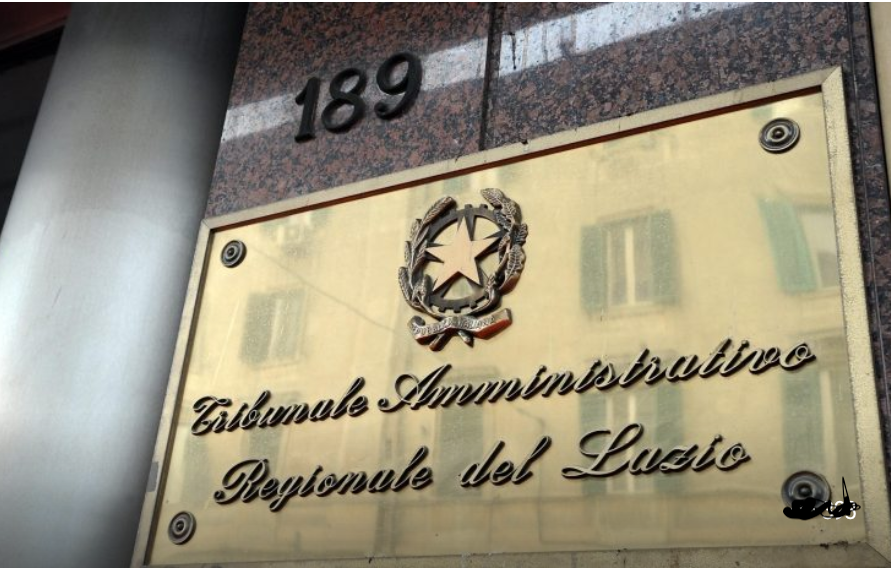 189
Tribunale Amministrativo
Regionale del Lazio